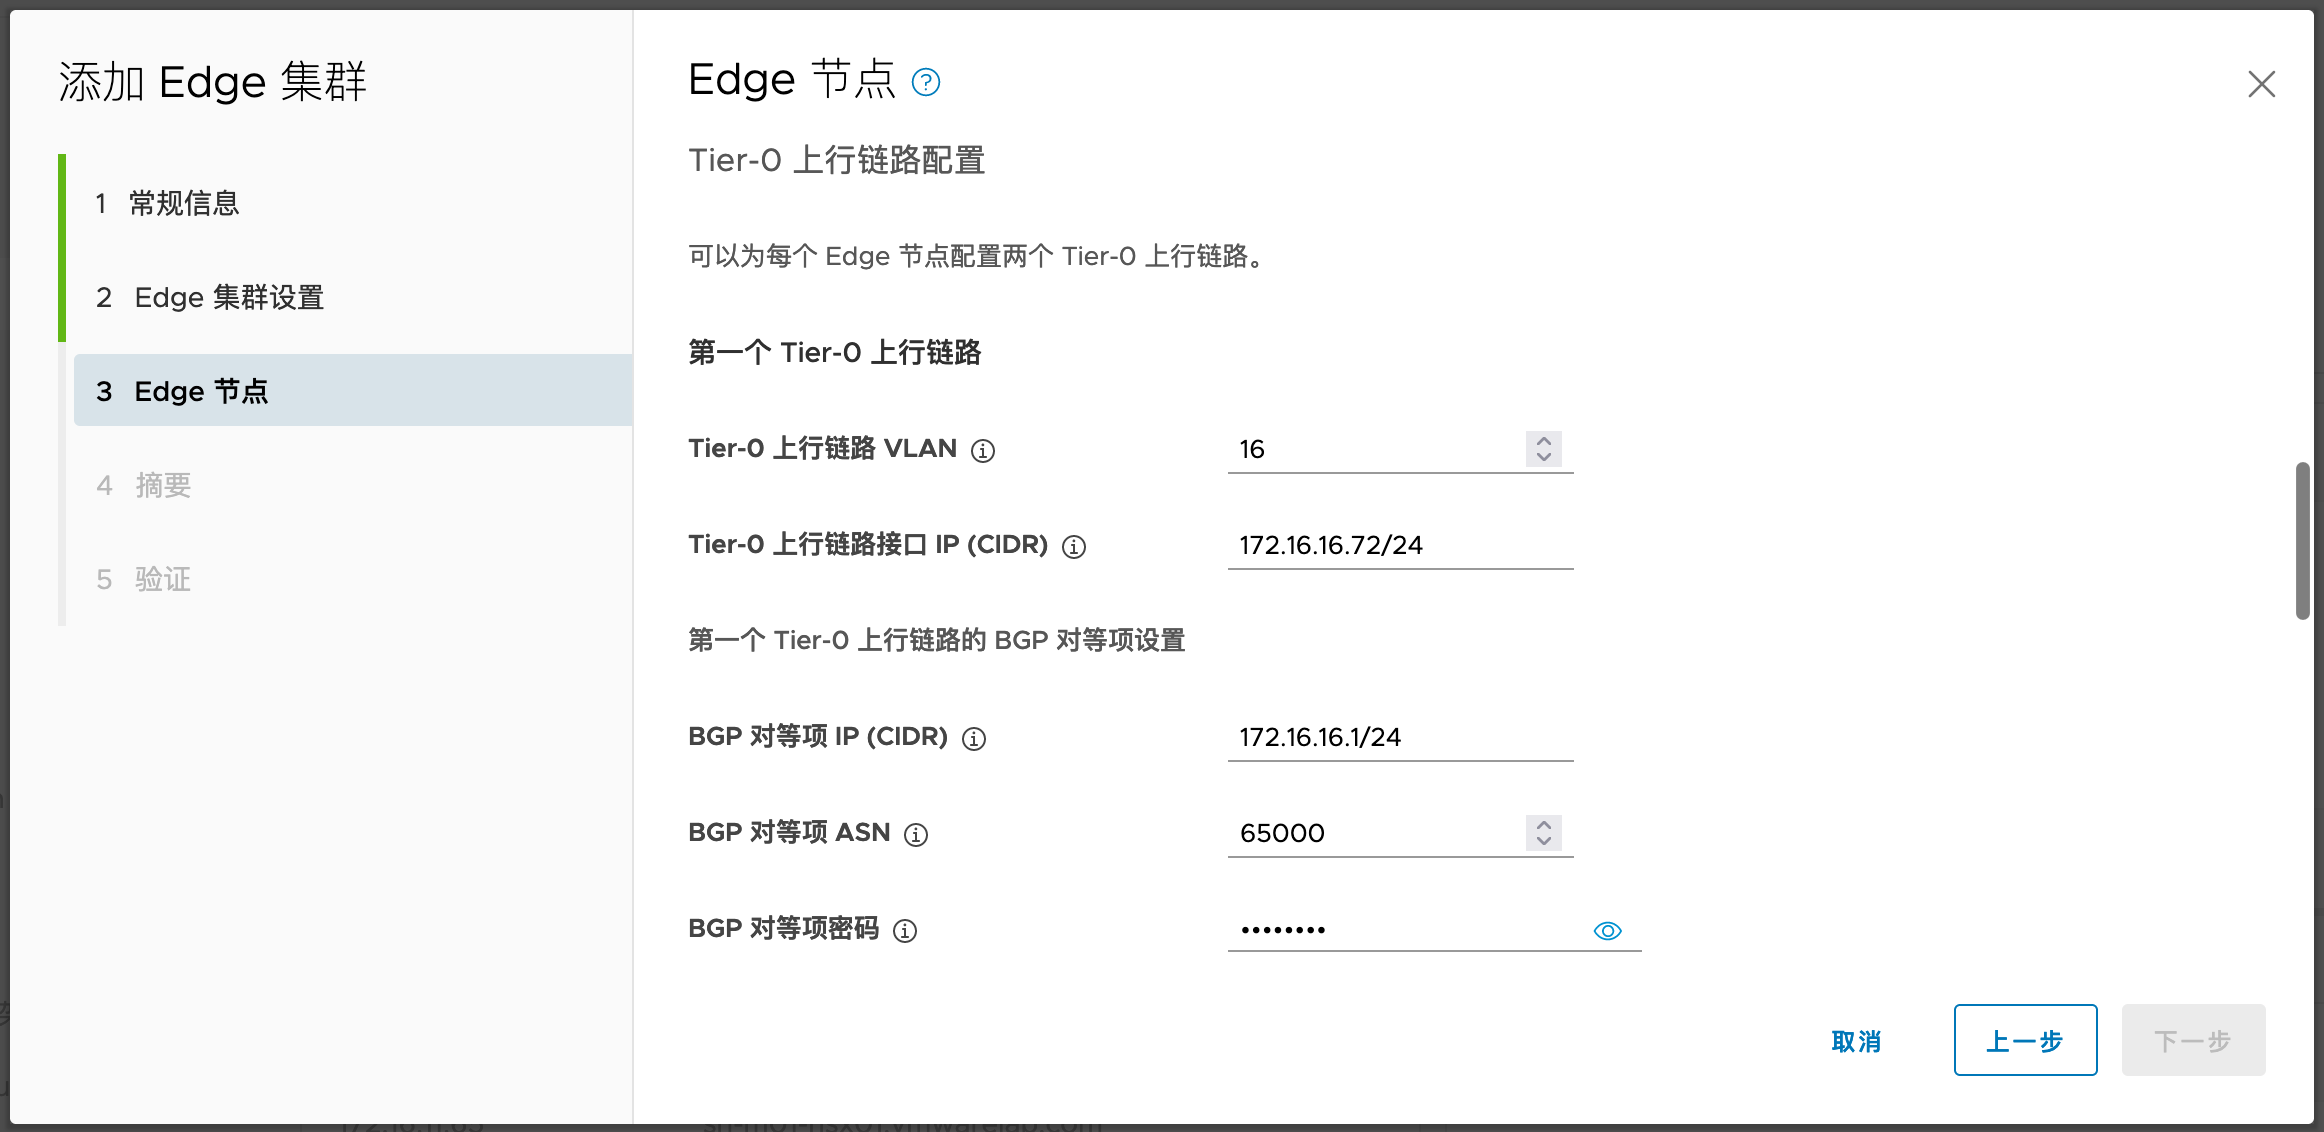 添加 Edge 集群
1 常规信息
2 Edge 集群设置
3 Edge 节点
4 摘要
5 验证
Edge 节点
Tier-0 上行链路配置
可以为每个 Edge 节点配置两个 Tier-0 上行链路。
第一个 Tier-0 上行链路
Tier-0 上行链路 VLAN 16
Tier-0 上行链路接口 IP (CIDR) 172.16.16.72/24
第一个 Tier-0 上行链路的 BGP 对等项设置
BGP 对等项 IP (CIDR) 172.16.16.1/24
BGP 对等项 ASN 65000
BGP 对等项密码 ••••••••
取消 上一步 下一步